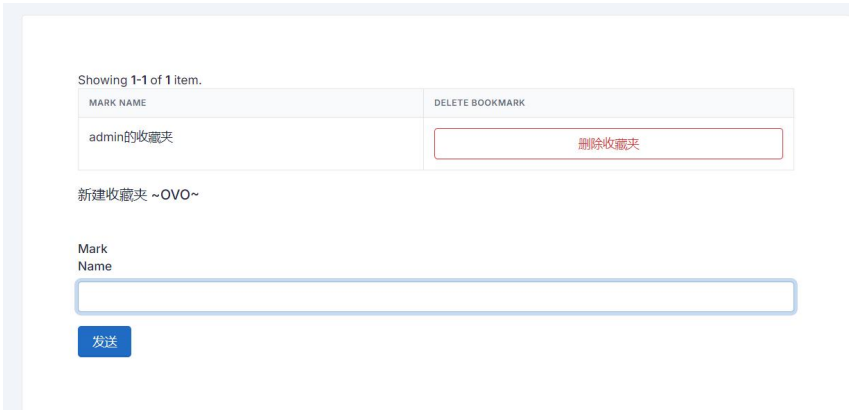 Showing 1-1 of 1 item.
MARK NAME DELETE BOOKMARK
admin的收藏夹 删除收藏夹
新建收藏夹 ~OVO~
Mark
Name
发送